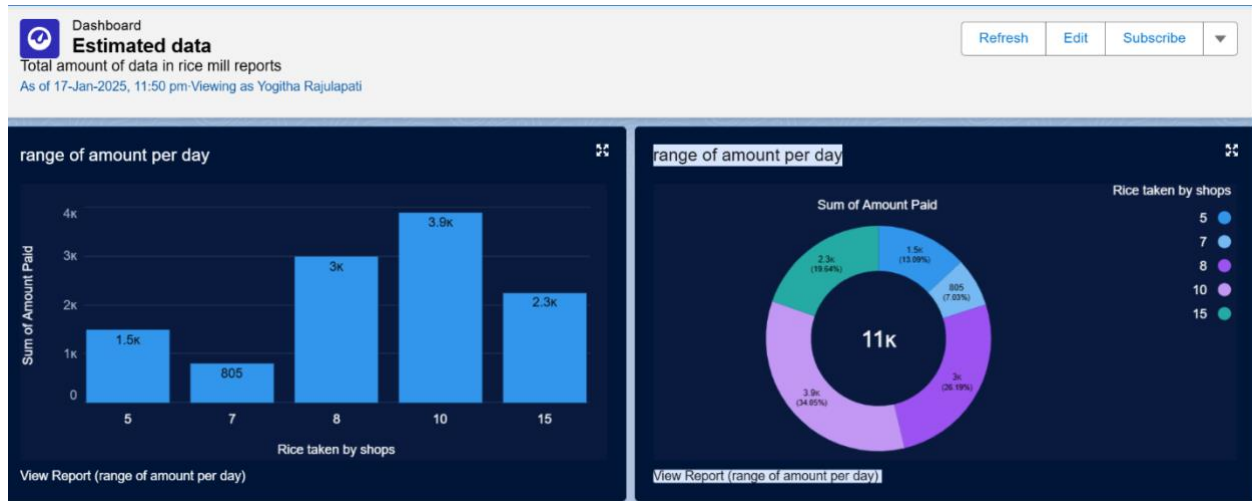 Dashboard
Estimated data
Total amount of data in rice mill reports
As of 17-Jan-2025, 11:50 pm·Viewing as Yogitha Rajulapati
Refresh
Edit
Subscribe
range of amount per day
Sum of Amount Paid
4K
3K
2K
1K
0
1.5K
805
3K
3.9K
2.3K
5
7
8
10
15
Rice taken by shops
View Report (range of amount per day)
range of amount per day
Sum of Amount Paid
Rice taken by shops
5
7
8
10
15
1.5K
(13.09%)
805
(7.03%)
3K
(26.19%)
3.9K
(34.05%)
2.3K
(19.64%)
11K
View Report (range of amount per day)